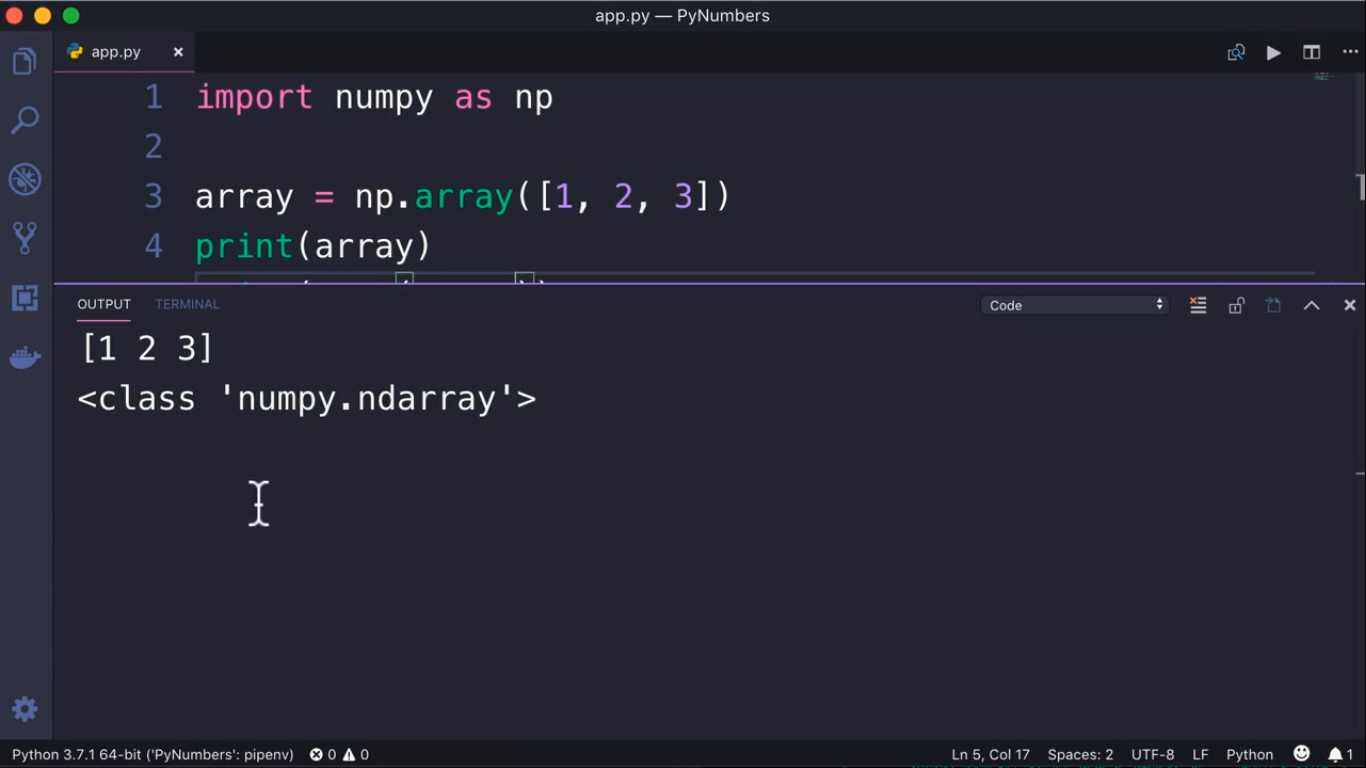 app.py — PyNumbers
app.py
1 import numpy as np
2
3 array = np.array([1, 2, 3])
4 print(array)
OUTPUT TERMINAL Code
[1 2 3]
<class 'numpy.ndarray'>
Python 3.7.1 64-bit ('PyNumbers': pipenv) 0 0 Ln 5, Col 17 Spaces: 2 UTF-8 LF Python 1